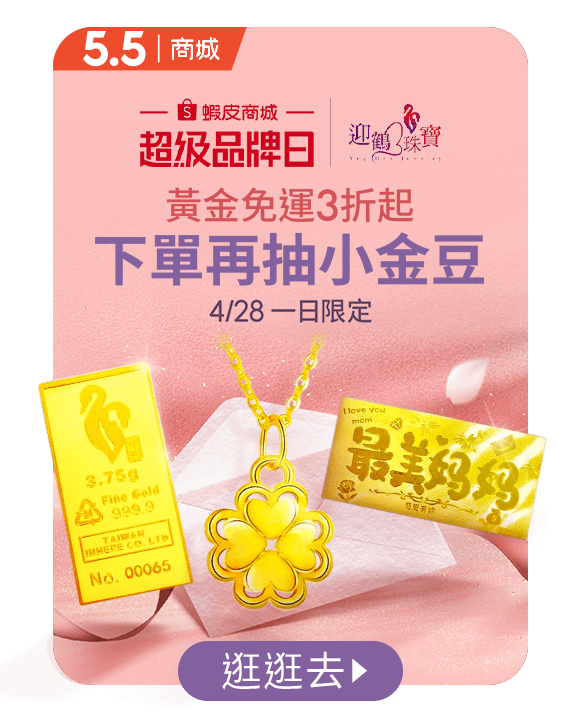 5.5 | 商城
蝦皮商城
超級品牌日
迎鶴珠寶
黃金免運3折起
下單再抽小金豆
4/28 一日限定
3.75g
Fine Gold
999.9
TAIWAN
No. 00065
I love you
mom
最美妈妈
逛逛去